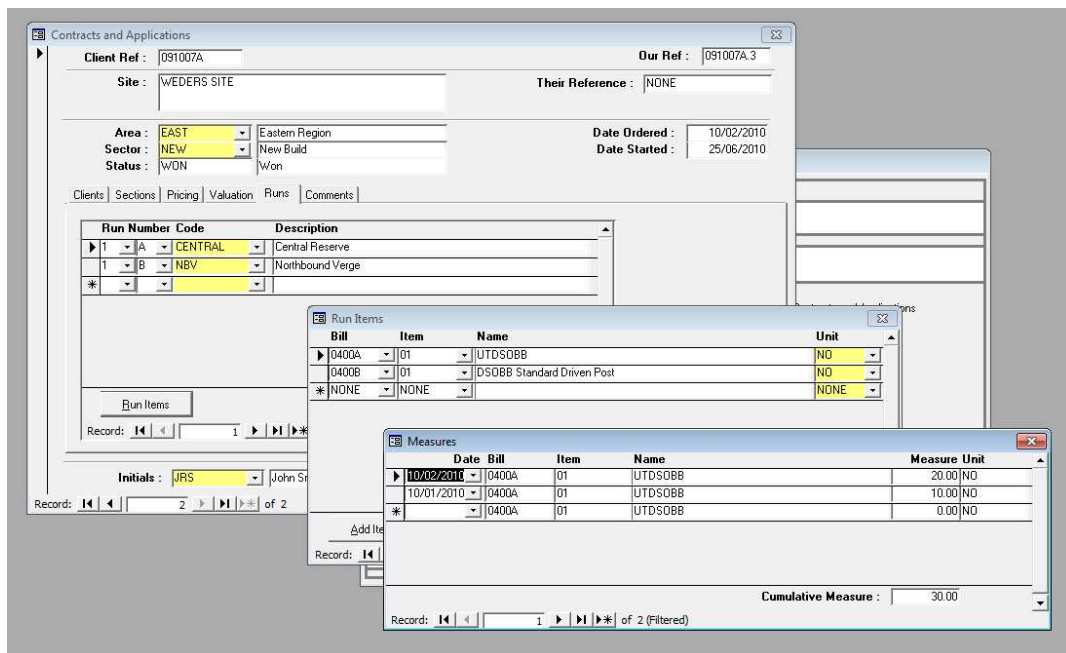 Contracts and Applications
Client Ref : 091007A Our Ref : 091007A.3
Site : WEDERS SITE Their Reference : NONE
Area : EAST Eastern Region Date Ordered : 10/02/2010
Sector : NEW New Build Date Started : 25/06/2010
Status : WON Won
Clients Sections Pricing Valuation Runs Comments
Run Number Code Description
1 A CENTRAL Central Reserve
1 B NBV Northbound Verge
Run Items
Record: 1
Initials : JRS John
Record: 2 of 2
Run Items
Bill Item Name Unit
0400A 01 UTDSOBB NO
0400B 01 DSOBB Standard Driven Post NO
NONE NONE NONE
Add
Record:
Measures
Date Bill Item Name Measure Unit
10/02/2010 0400A 01 UTDSOBB 20.00 NO
10/01/2010 0400A 01 UTDSOBB 10.00 NO
0400A 01 UTDSOBB 0.00 NO
Cumulative Measure : 30.00
Record: 1 of 2 (Filtered)